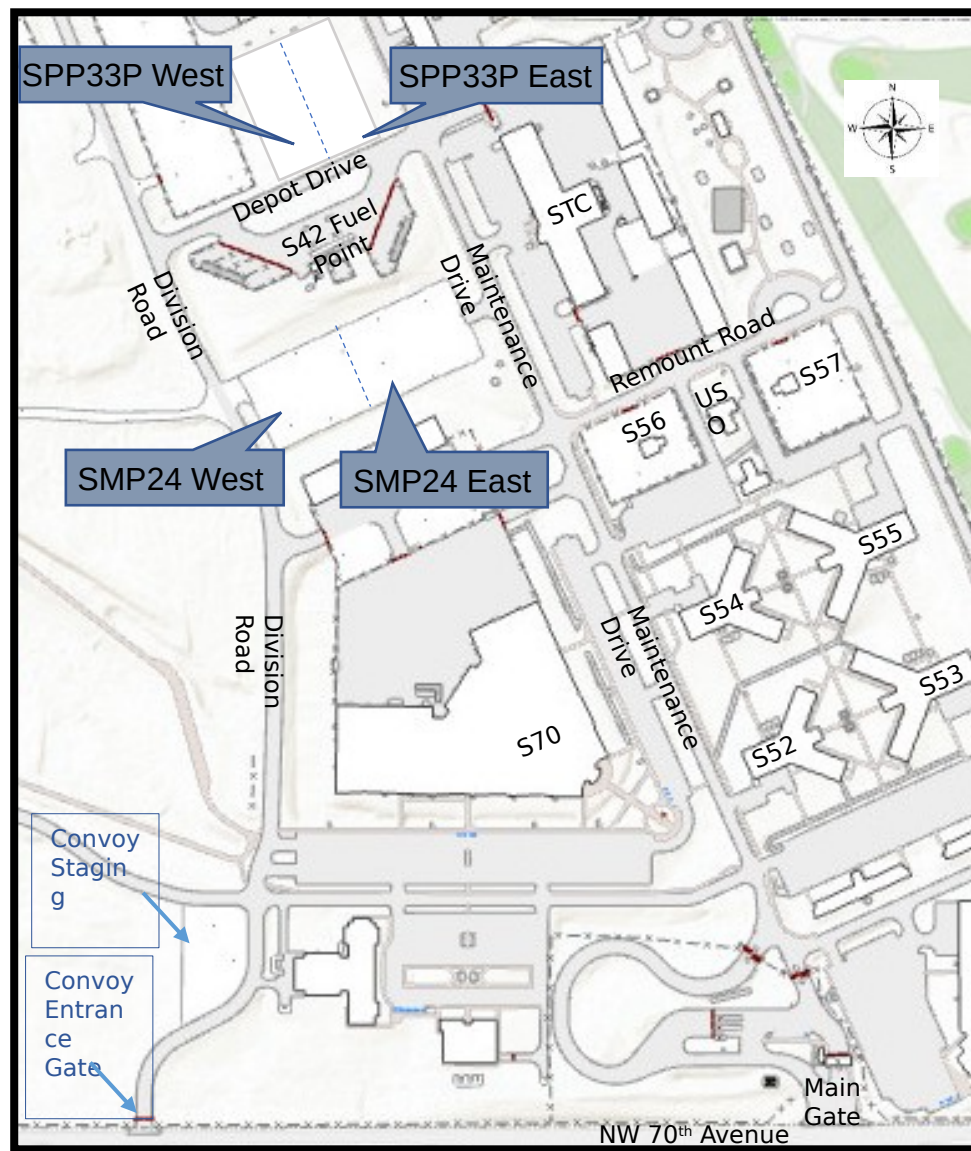 SPP33P West
SPP33P East
N
W
E
S
Depot Drive
STC
S42 Fuel
Point
Maintenance
Drive
Division
Road
Remount Road
S57
US
O
S56
SMP24 West
SMP24 East
S55
S54
Division
Road
Maintenance
Drive
S53
S70
S52
Convoy
Stagin
g
Convoy
Entran
ce
Gate
Main
Gate
NW 70th Avenue